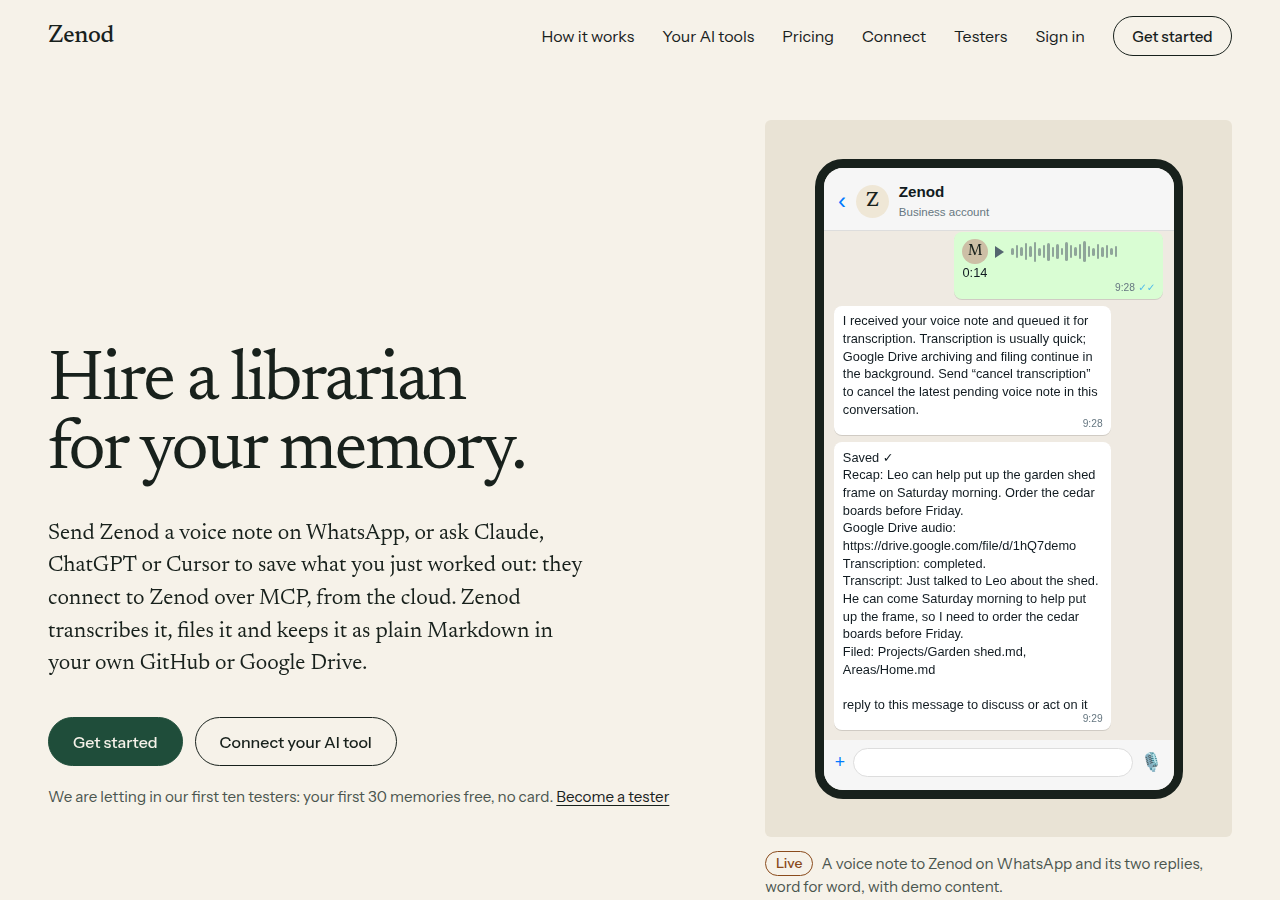 Zenod
How it works
Your AI tools
Pricing
Connect
Testers
Sign in
Get started
Hire a librarian
for your memory.
Send Zenod a voice note on WhatsApp, or ask Claude,
ChatGPT or Cursor to save what you just worked out: they
connect to Zenod over MCP, from the cloud. Zenod
transcribes it, files it and keeps it as plain Markdown in
your own GitHub or Google Drive.
Get started
Connect your AI tool
We are letting in our first ten testers: your first 30 memories free, no card. Become a tester
Z
Zenod
Business account
M
0:14
9:28 ✓✓
I received your voice note and queued it for
transcription. Transcription is usually quick;
Google Drive archiving and filing continue in
the background. Send “cancel transcription”
to cancel the latest pending voice note in this
conversation.
9:28
Saved ✓
Recap: Leo can help put up the garden shed
frame on Saturday morning. Order the cedar
boards before Friday.
Google Drive audio:
https://drive.google.com/file/d/1hQ7demo
Transcription: completed.
Transcript: Just talked to Leo about the shed.
He can come Saturday morning to help put
up the frame, so I need to order the cedar
boards before Friday.
Filed: Projects/Garden shed.md,
Areas/Home.md
reply to this message to discuss or act on it
9:29
+
Live
A voice note to Zenod on WhatsApp and its two replies,
word for word, with demo content.